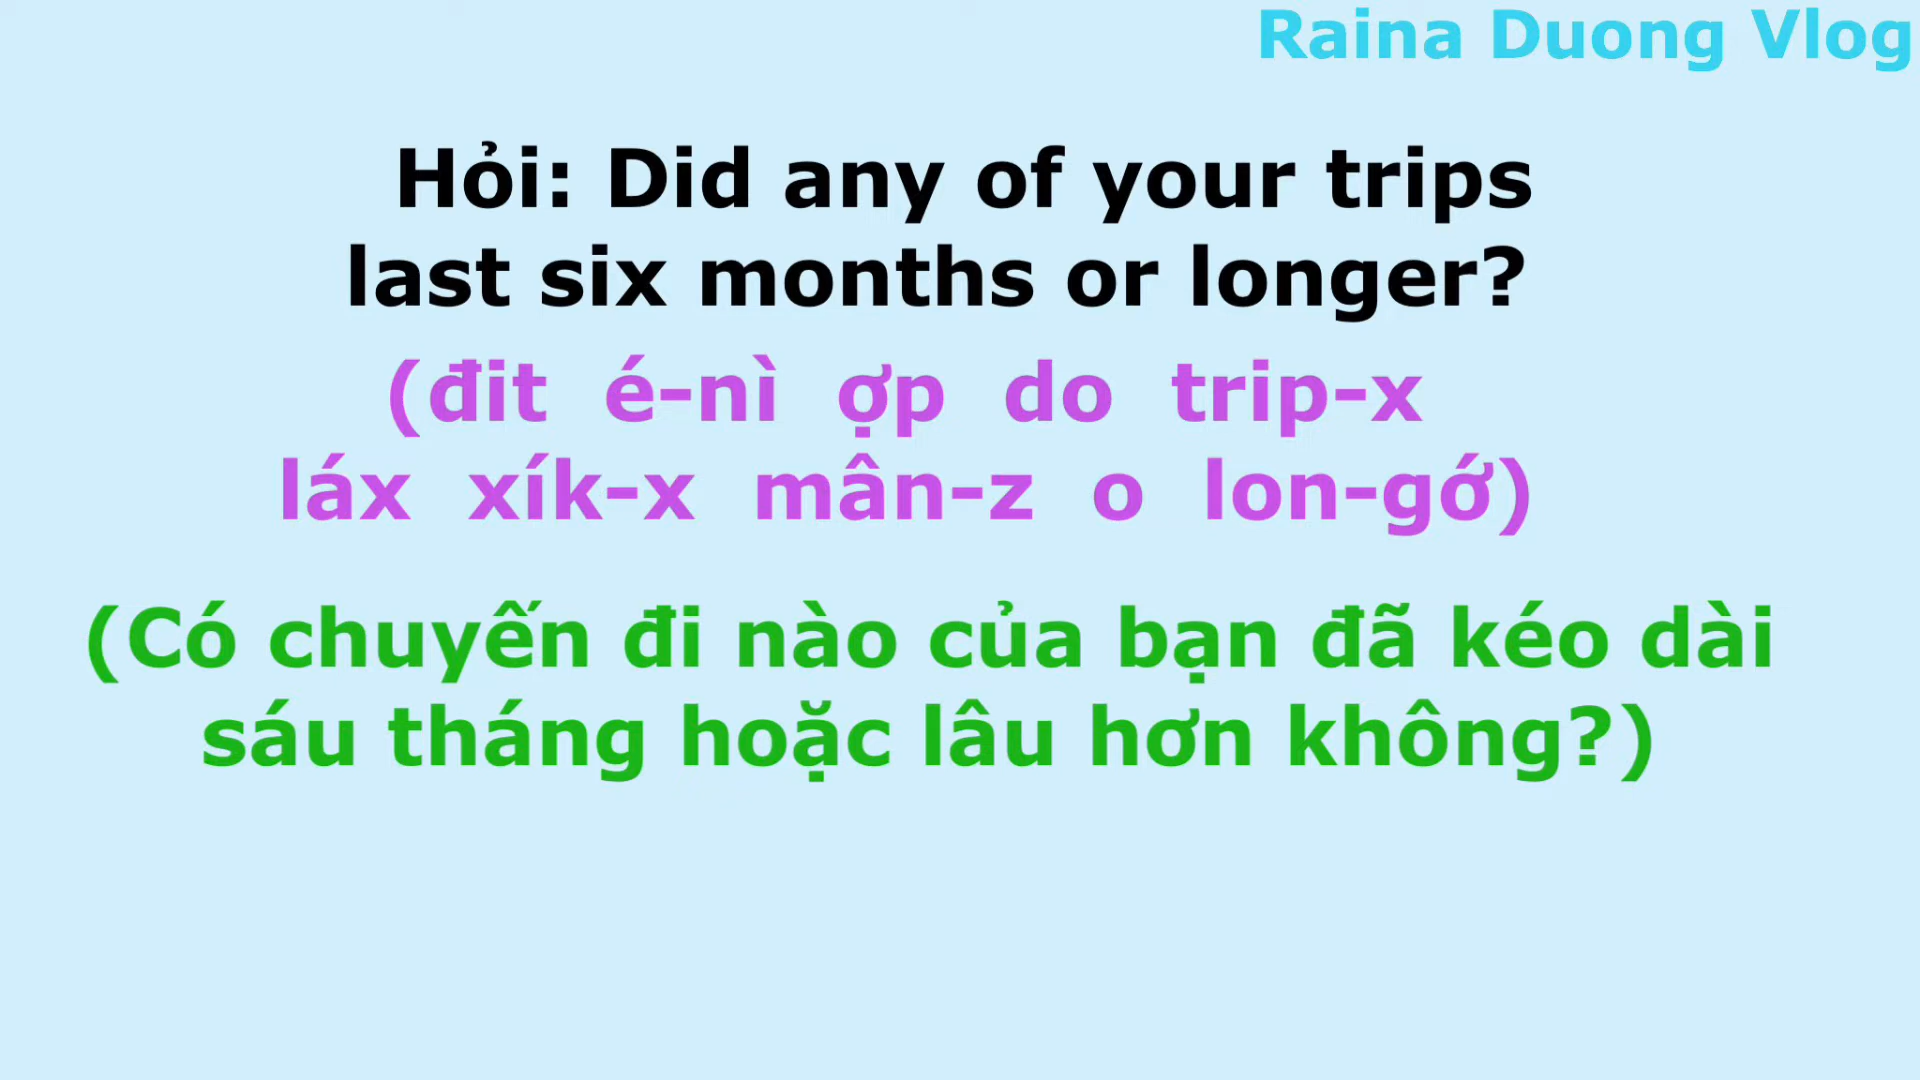 Raina Duong Vlog
Hỏi: Did any of your trips
last six months or longer?
(đit é-nì ợp do trip-x
láx xík-x mân-z o lon-gớ)
(Có chuyến đi nào của bạn đã kéo dài
sáu tháng hoặc lâu hơn không?)